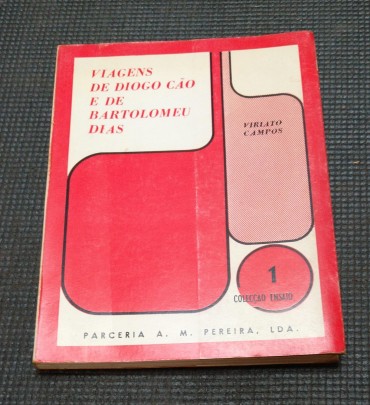 VIAGENS
DE DIOGO CÃO
E DE
BARTOLOMEU
DIAS
VIRIATO
CAMPOS
1
COLECÇÃO ENSAIO
PARCERIA A. M. PEREIRA, LDA.